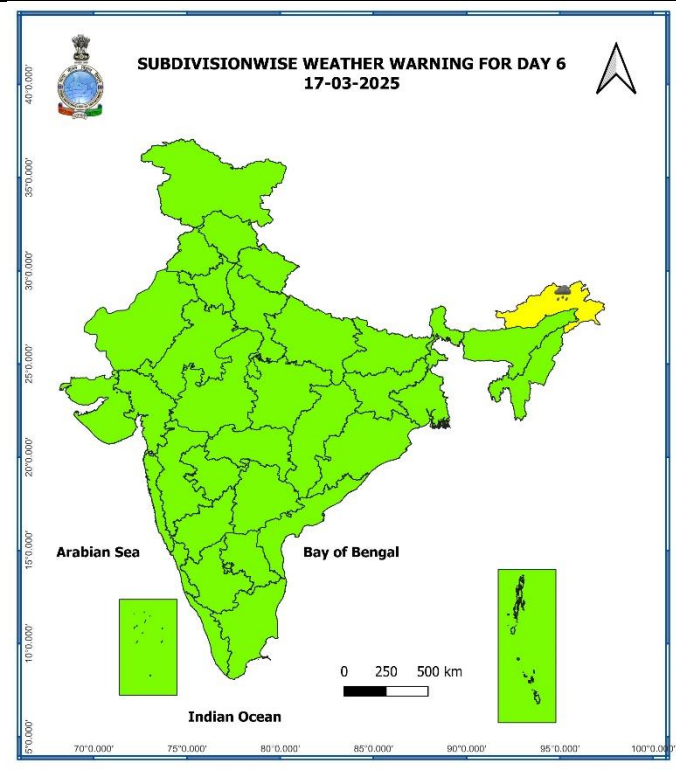 SUBDIVISIONWISE WEATHER WARNING FOR DAY 6
17-03-2025
40°0.000'
35°0.000'
30°0.000'
25°0.000'
20°0.000'
15°0.000'
10°0.000'
5°0.000'
Arabian Sea
Bay of Bengal
0 250 500 km
Indian Ocean
70°0.000' 75°0.000' 80°0.000' 85°0.000' 90°0.000' 95°0.000' 100°0.000'